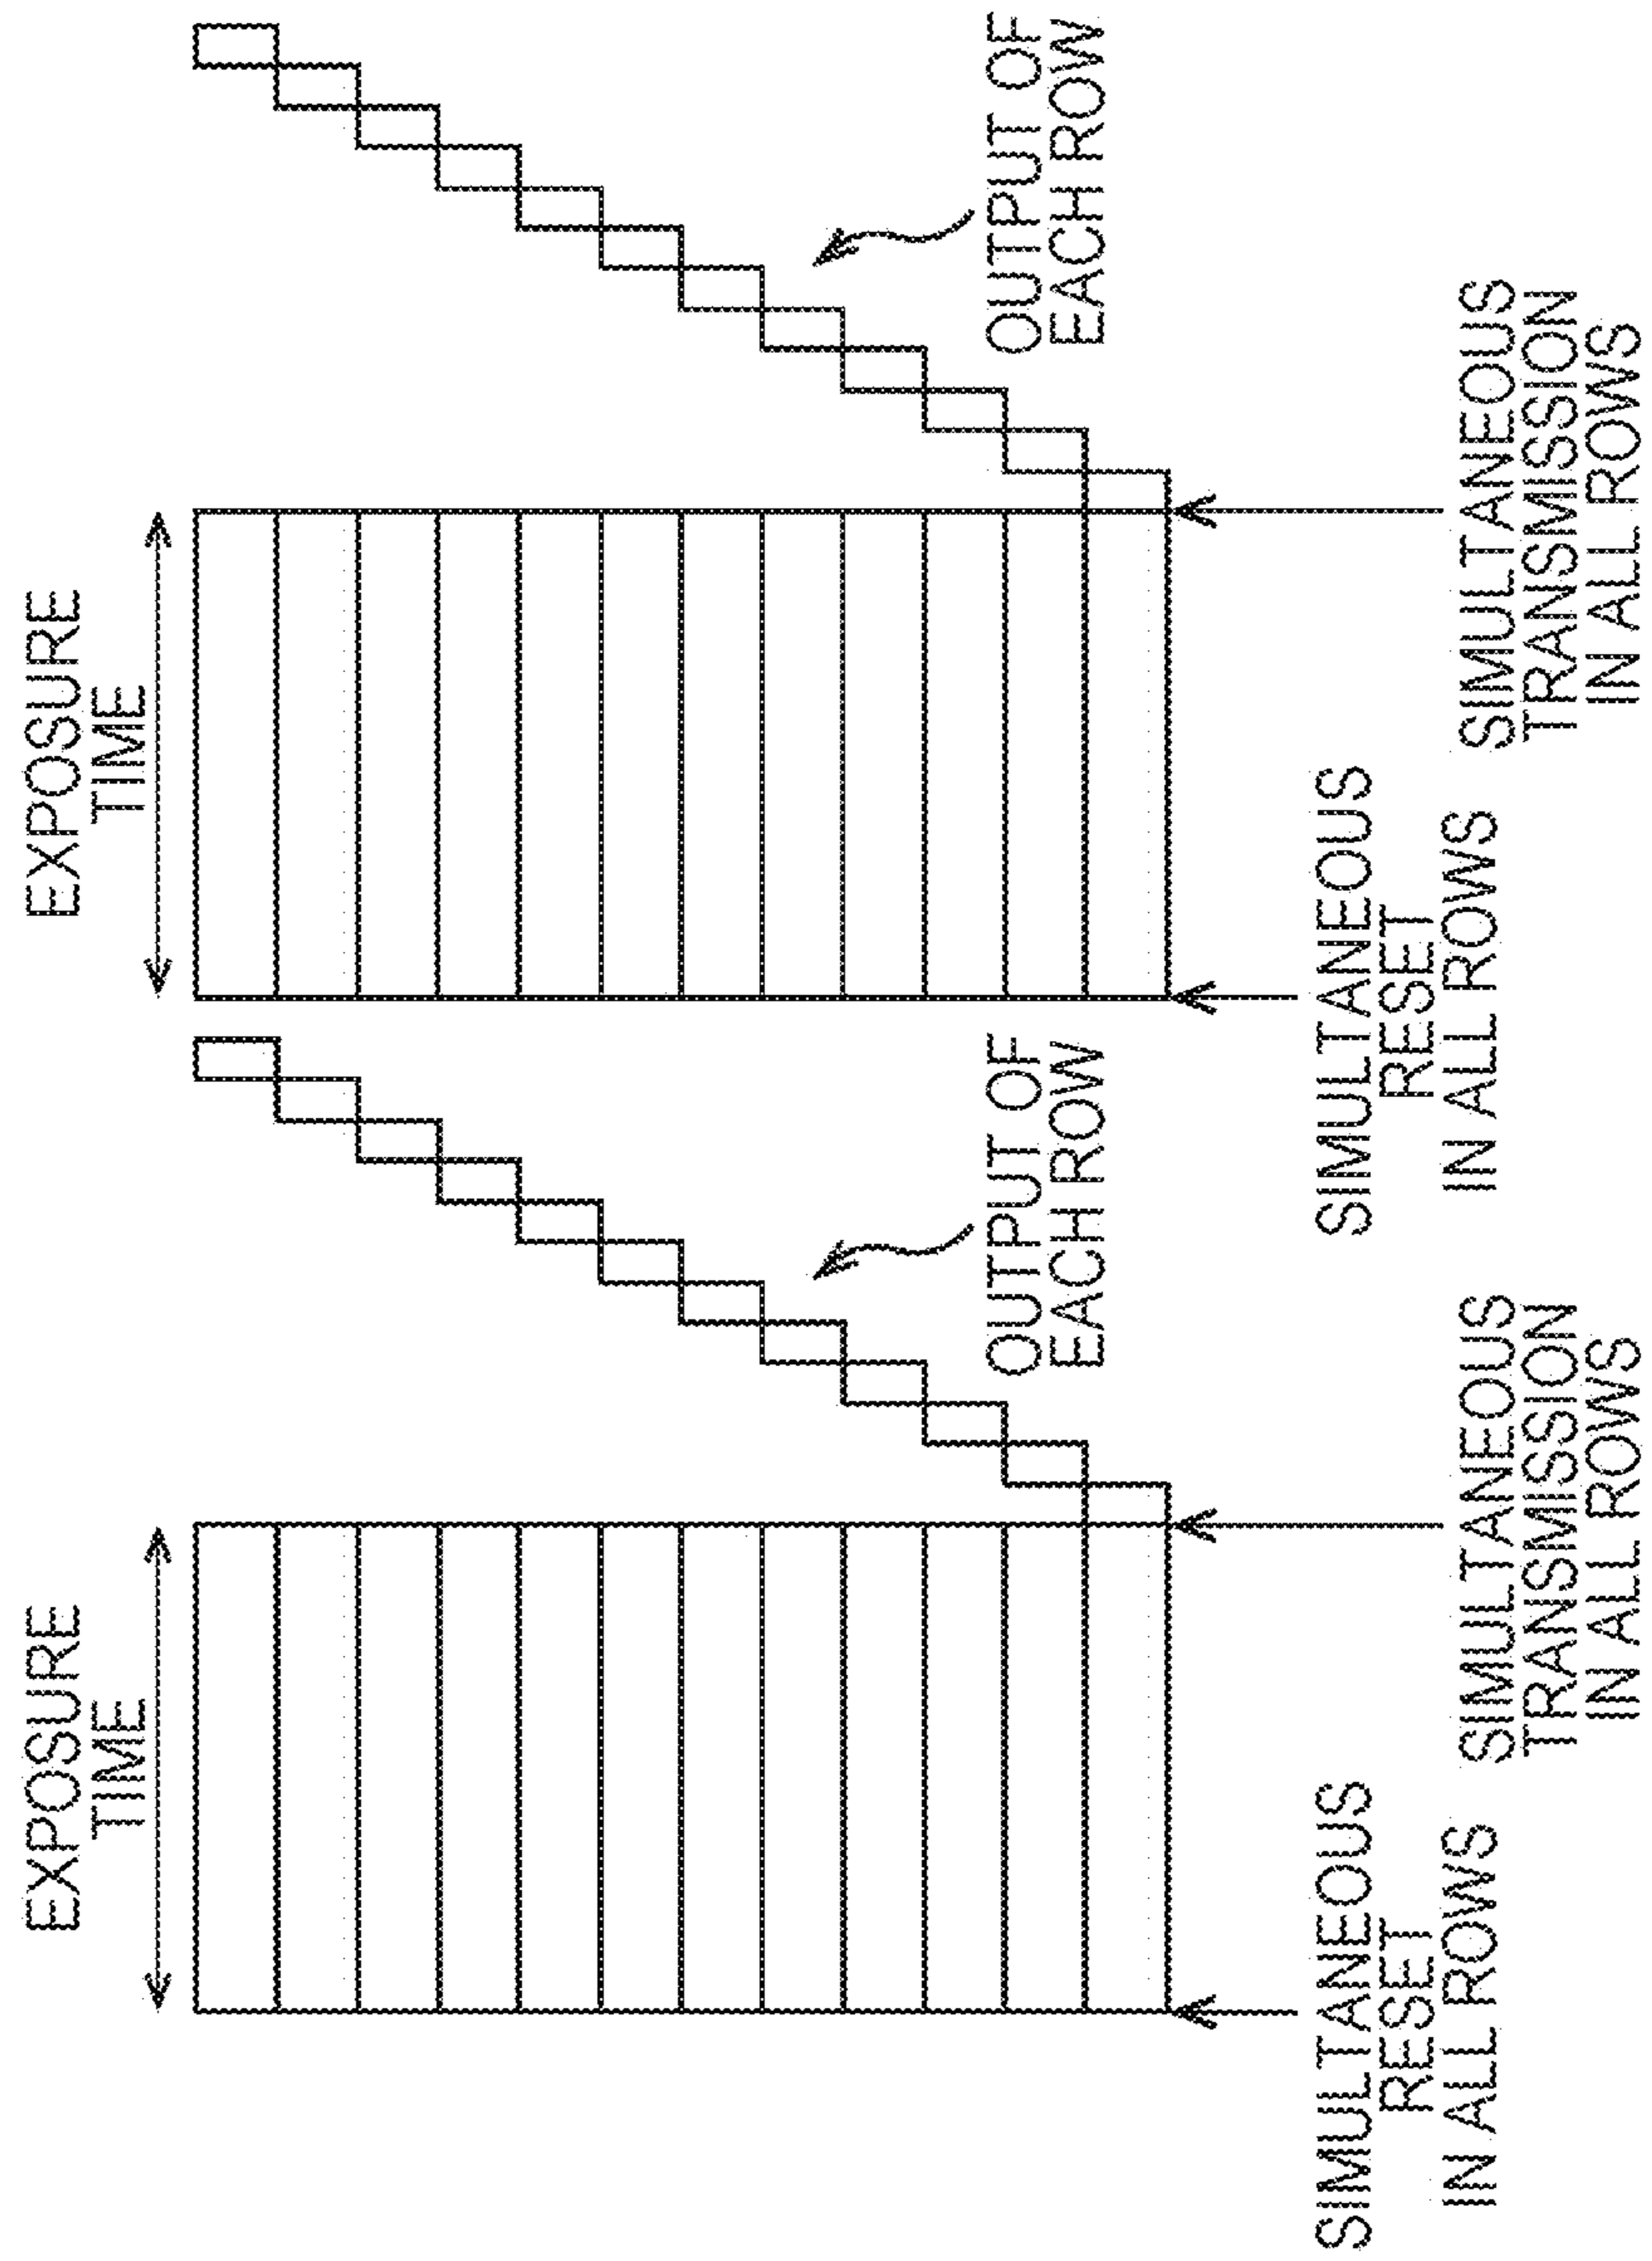 EXPOSURE
TIME
EXPOSURE
TIME
OUTPUT OF
EACH ROW
OUTPUT OF
EACH ROW
SIMULTANEOUS
RESET
IN ALL ROWS
SIMULTANEOUS
TRANSMISSION
IN ALL ROWS
SIMULTANEOUS
RESET
IN ALL ROWS
SIMULTANEOUS
TRANSMISSION
IN ALL ROWS